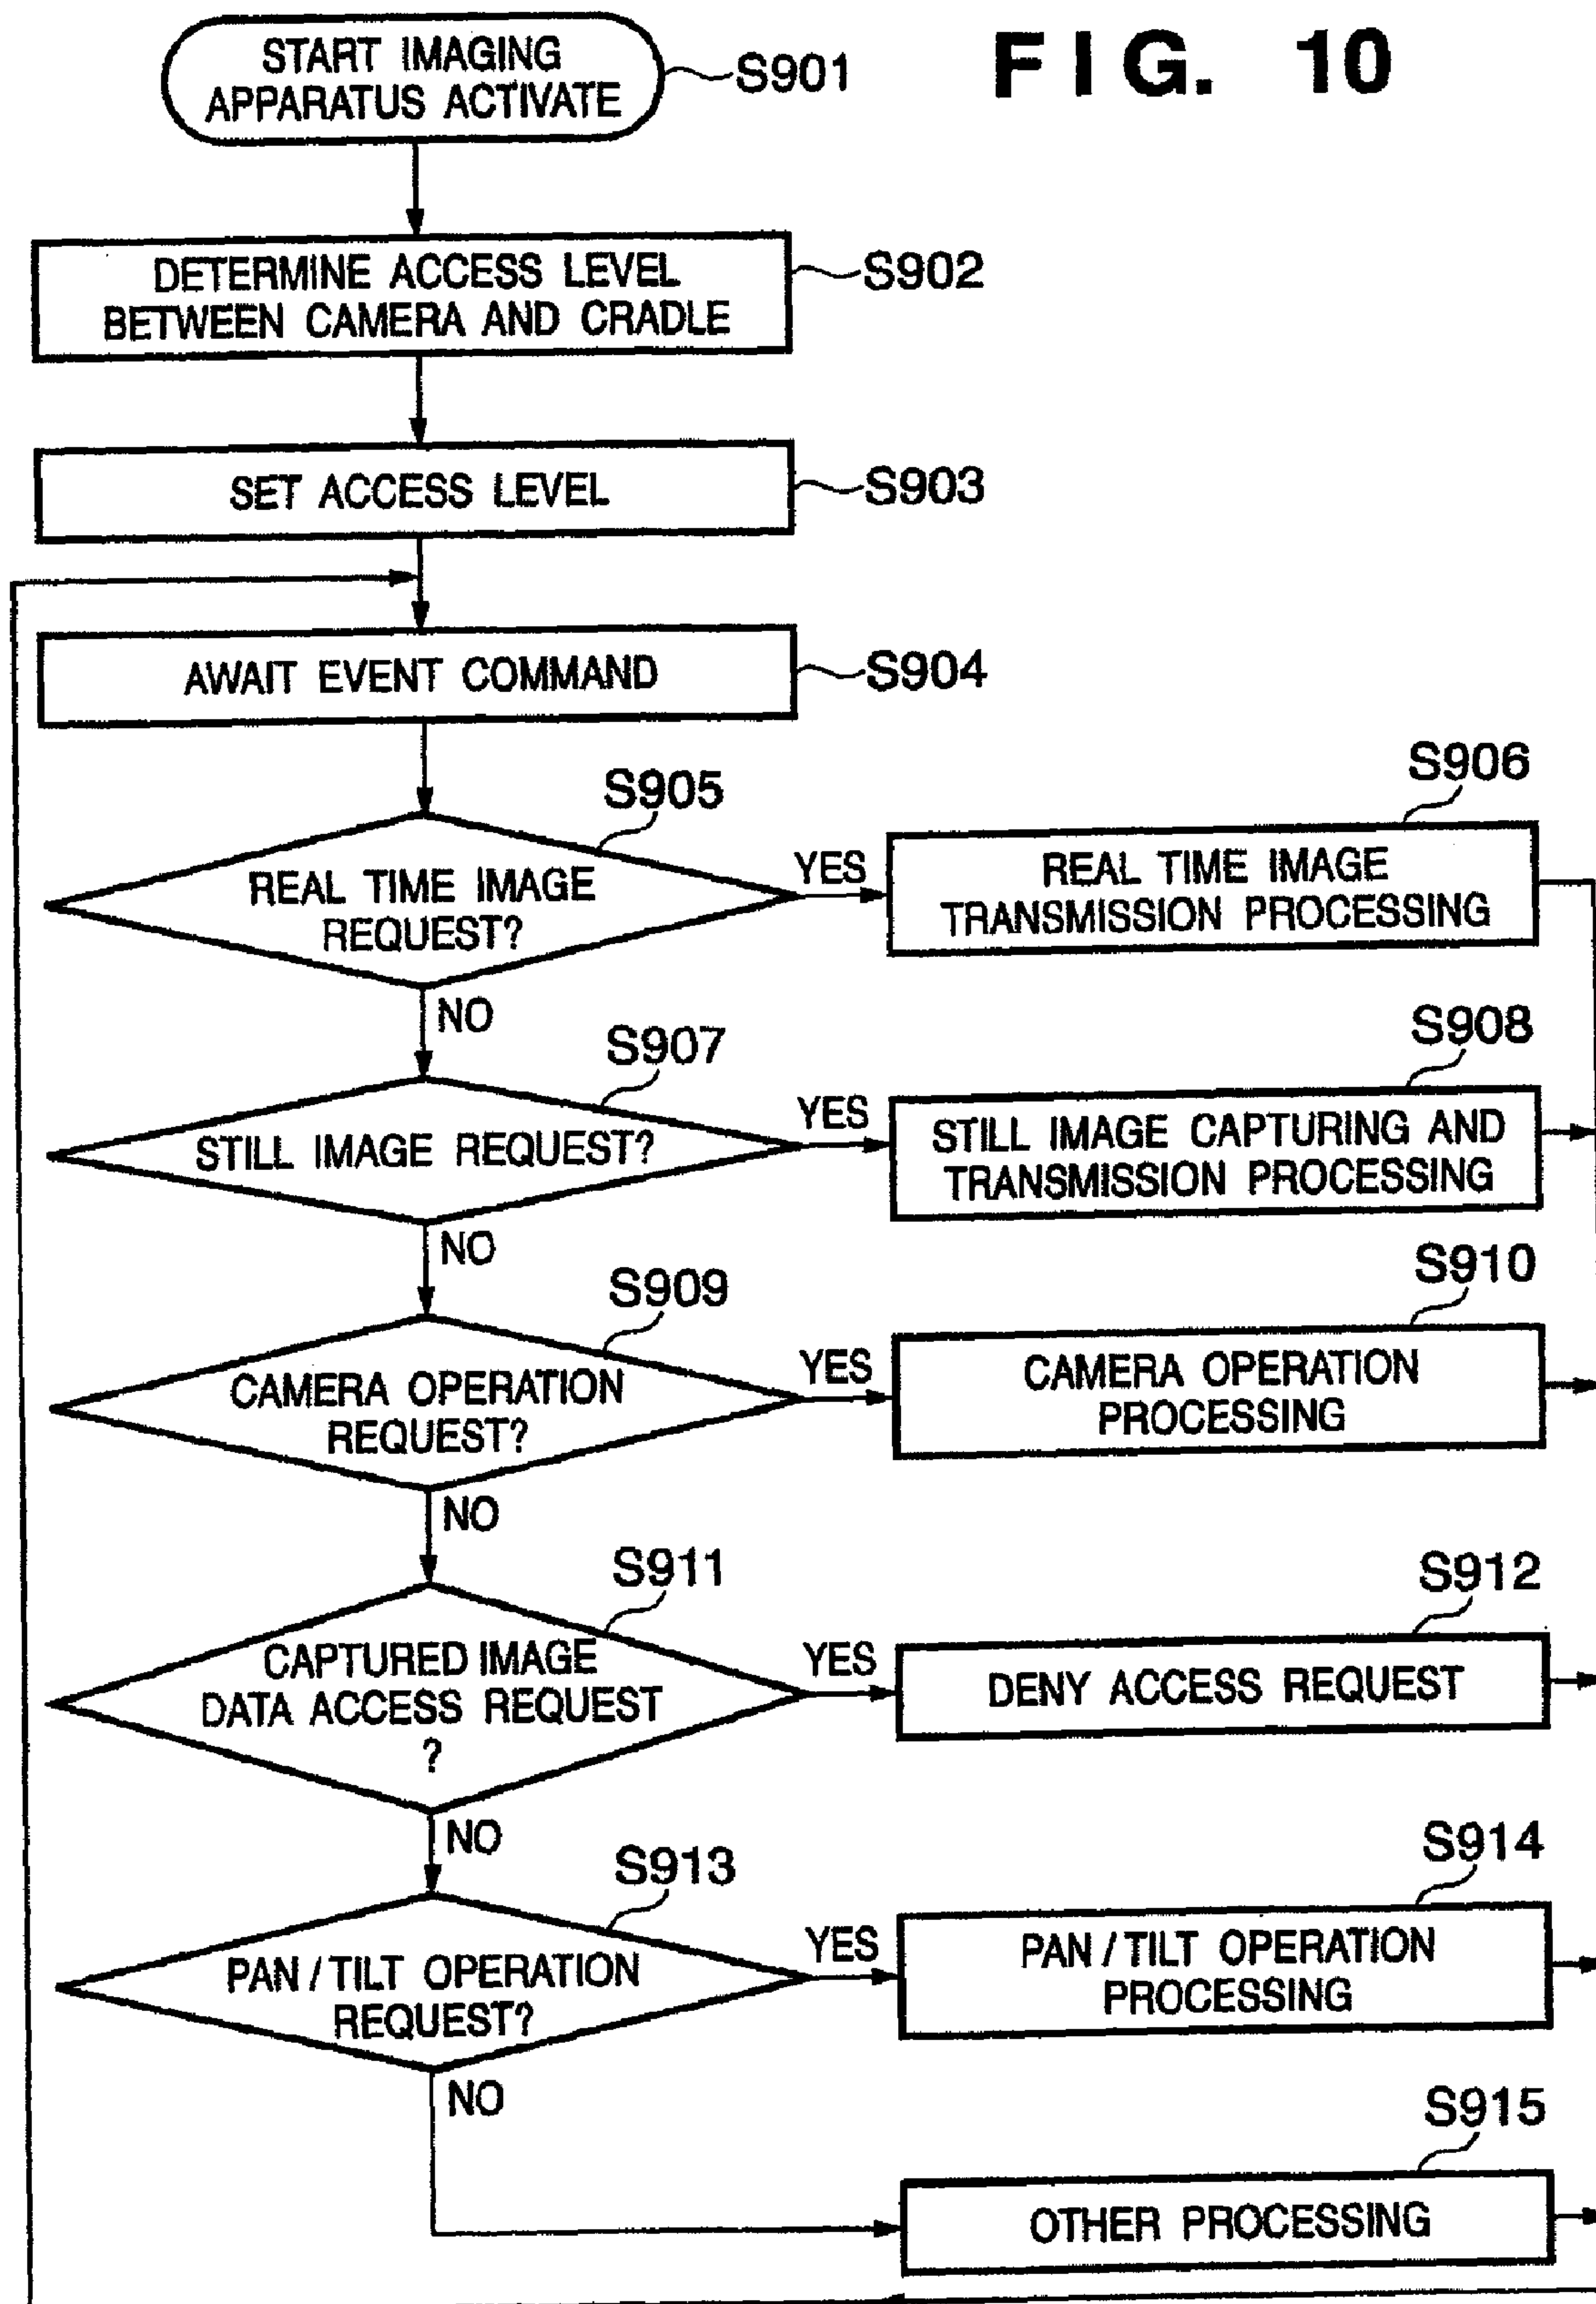 FIG. 10
START IMAGING
APPARATUS ACTIVATE
S901
DETERMINE ACCESS LEVEL
BETWEEN CAMERA AND CRADLE
S902
SET ACCESS LEVEL
S903
AWAIT EVENT COMMAND
S904
S905
REAL TIME IMAGE
REQUEST?
YES
NO
S906
REAL TIME IMAGE
TRANSMISSION PROCESSING
S907
STILL IMAGE REQUEST?
YES
NO
S908
STILL IMAGE CAPTURING AND
TRANSMISSION PROCESSING
S909
CAMERA OPERATION
REQUEST?
YES
NO
S910
CAMERA OPERATION
PROCESSING
S911
CAPTURED IMAGE
DATA ACCESS REQUEST
?
YES
NO
S912
DENY ACCESS REQUEST
S913
PAN / TILT OPERATION
REQUEST?
YES
NO
S914
PAN / TILT OPERATION
PROCESSING
S915
OTHER PROCESSING